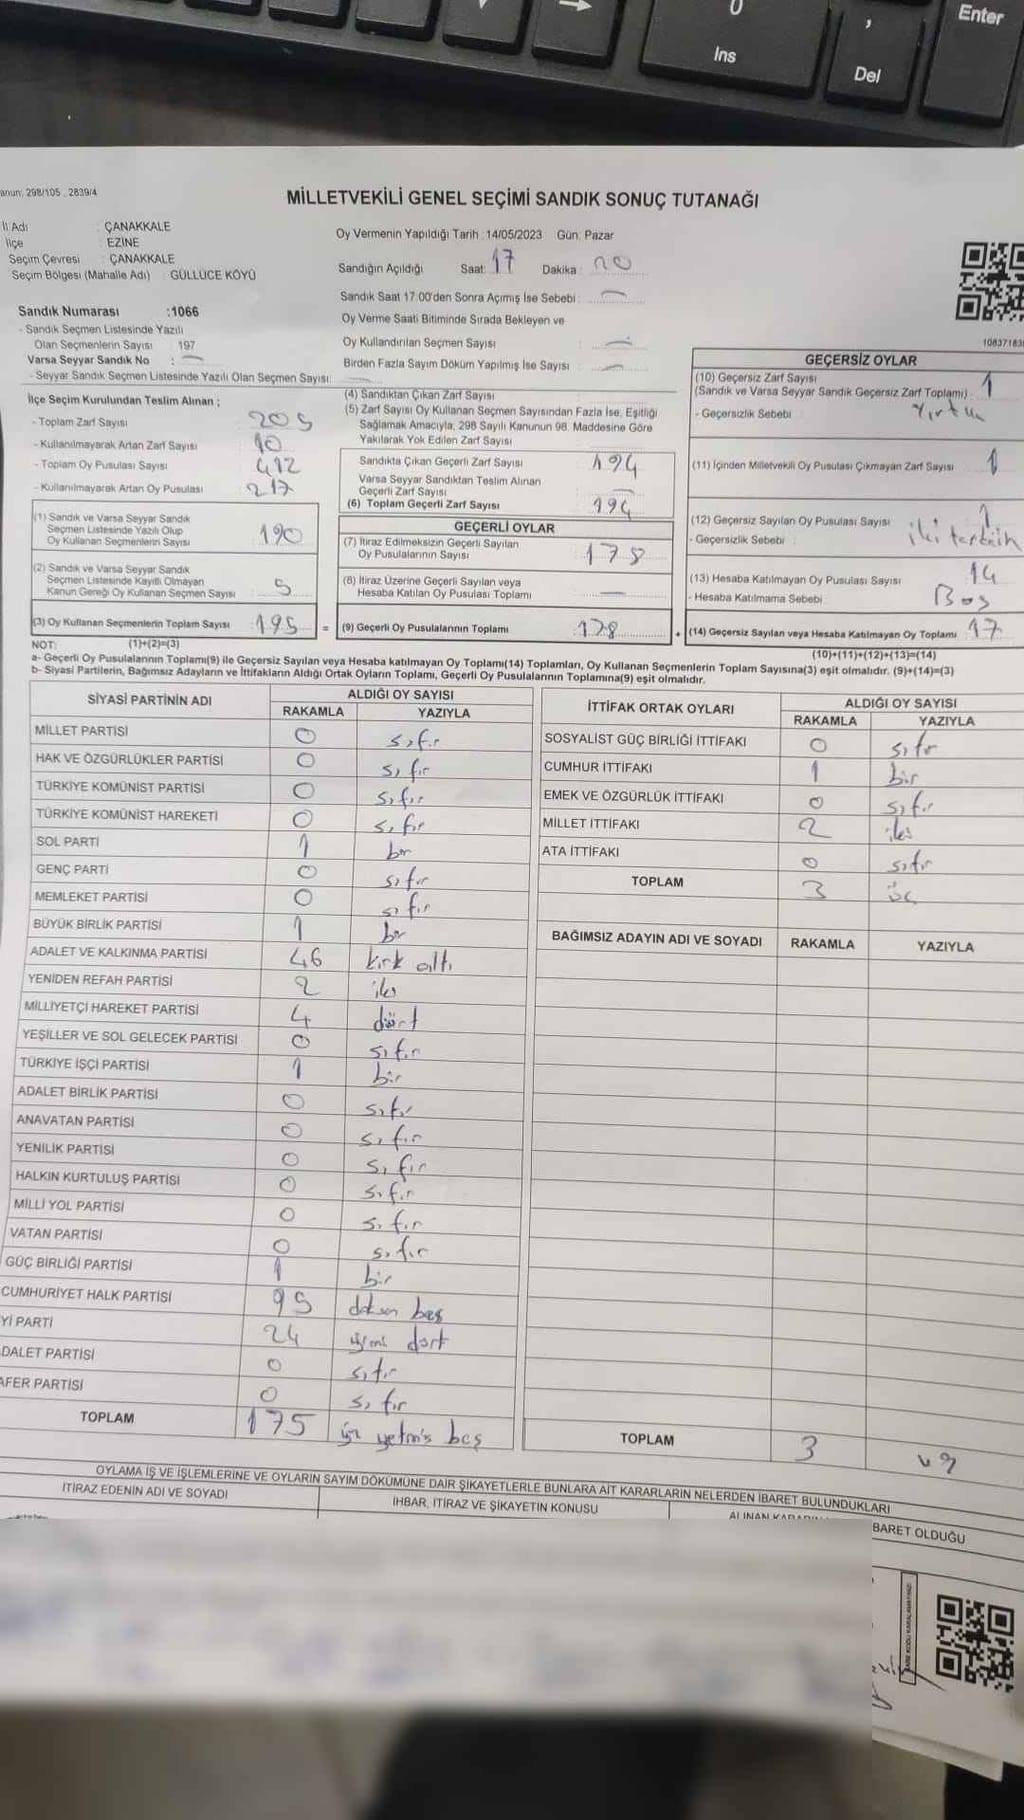 0
Ins
,
Del
Enter
anun: 298/105 _ 2839/4
MİLLETVEKİLİ GENEL SEÇİMİ SANDIK SONUÇ TUTANAĞI
İl Adı : ÇANAKKALE
İlçe : EZİNE
Seçim Çevresi : ÇANAKKALE
Seçim Bölgesi (Mahalle Adı) : GÜLLÜCE KÖYÜ
Sandık Numarası :1066
- Sandık Seçmen Listesinde Yazılı
Olan Seçmenlerin Sayısı : 197
Varsa Seyyar Sandık No : —
- Seyyar Sandık Seçmen Listesinde Yazılı Olan Seçmen Sayısı: —
İlçe Seçim Kurulundan Teslim Alınan ;
- Toplam Zarf Sayısı : 205
- Kullanılmayarak Artan Zarf Sayısı : 10
- Toplam Oy Pusulası Sayısı : 412
- Kullanılmayarak Artan Oy Pusulası : 217
(1) Sandık ve Varsa Seyyar Sandık
Seçmen Listesinde Yazılı Olup
Oy Kullanan Seçmenlerin Sayısı : 190
(2) Sandık ve Varsa Seyyar Sandık
Seçmen Listesinde Kayıtlı Olmayan
Kanun Gereği Oy Kullanan Seçmen Sayısı : 5
(3) Oy Kullanan Seçmenlerin Toplam Sayısı : 195 =
(1)+(2)=(3)
Oy Vermenin Yapıldığı Tarih :14/05/2023 Gün: Pazar
Sandığın Açıldığı Saat: 17 Dakika : 20
Sandık Saat 17:00'den Sonra Açımış İse Sebebi : —
Oy Verme Saati Bitiminde Sırada Bekleyen ve
Oy Kullandırılan Seçmen Sayısı : —
Birden Fazla Sayım Döküm Yapılmış İse Sayısı : —
(4) Sandıktan Çıkan Zarf Sayısı :
(5) Zarf Sayısı Oy Kullanan Seçmen Sayısından Fazla İse, Eşitliği
Sağlamak Amacıyla, 298 Sayılı Kanunun 98. Maddesine Göre
Yakılarak Yok Edilen Zarf Sayısı :
Sandıkta Çıkan Geçerli Zarf Sayısı : 194
Varsa Seyyar Sandıktan Teslim Alınan
Geçerli Zarf Sayısı : —
(6) Toplam Geçerli Zarf Sayısı : 194
GEÇERLİ OYLAR
(7) İtiraz Edilmeksizin Geçerli Sayılan
Oy Pusulalarının Sayısı : 178
(8) İtiraz Üzerine Geçerli Sayılan veya
Hesaba Katılan Oy Pusulası Toplamı : —
(9) Geçerli Oy Pusulalarının Toplamı : 178 +
10837183
GEÇERSİZ OYLAR
(10) Geçersiz Zarf Sayısı
(Sandık ve Varsa Seyyar Sandık Geçersiz Zarf Toplamı) : 1
- Geçersizlik Sebebi : Yırtık
(11) İçinden Milletvekili Oy Pusulası Çıkmayan Zarf Sayısı : 1
(12) Geçersiz Sayılan Oy Pusulası Sayısı : 1
- Geçersizlik Sebebi : iki tercih
(13) Hesaba Katılmayan Oy Pusulası Sayısı : 14
- Hesaba Katılmama Sebebi : Boş
(14) Geçersiz Sayılan veya Hesaba Katılmayan Oy Toplamı : 17
(10)+(11)+(12)+(13)=(14)
NOT:
a- Geçerli Oy Pusulalarının Toplamı(9) ile Geçersiz Sayılan veya Hesaba katılmayan Oy Toplamı(14) Toplamları, Oy Kullanan Seçmenlerin Toplam Sayısına(3) eşit olmalıdır. (9)+(14)=(3)
b- Siyasi Partilerin, Bağımsız Adayların ve İttifakların Aldığı Ortak Oyların Toplamı, Geçerli Oy Pusulalarının Toplamına(9) eşit olmalıdır.
SİYASİ PARTİNİN ADI ALDIĞI OY SAYISI
RAKAMLA YAZIYLA
MİLLET PARTİSİ 0 sıfır
HAK VE ÖZGÜRLÜKLER PARTİSİ 0 sıfır
TÜRKİYE KOMÜNİST PARTİSİ 0 sıfır
TÜRKİYE KOMÜNİST HAREKETİ 0 sıfır
SOL PARTİ 1 bir
GENÇ PARTİ 0 sıfır
MEMLEKET PARTİSİ 0 sıfır
BÜYÜK BİRLİK PARTİSİ 1 bir
ADALET VE KALKINMA PARTİSİ 46 kırk altı
YENİDEN REFAH PARTİSİ 2 iki
MİLLİYETÇİ HAREKET PARTİSİ 4 dört
YEŞİLLER VE SOL GELECEK PARTİSİ 0 sıfır
TÜRKİYE İŞÇİ PARTİSİ 1 bir
ADALET BİRLİK PARTİSİ 0 sıfır
ANAVATAN PARTİSİ 0 sıfır
YENİLİK PARTİSİ 0 sıfır
HALKIN KURTULUŞ PARTİSİ 0 sıfır
MİLLİ YOL PARTİSİ 0 sıfır
VATAN PARTİSİ 0 sıfır
GÜÇ BİRLİĞİ PARTİSİ 1 bir
CUMHURİYET HALK PARTİSİ 95 doksan beş
Yİ PARTİ 24 yirmi dört
DALET PARTİSİ 0 sıfır
AFER PARTİSİ 0 sıfır
TOPLAM 175 yüz yetmiş beş
İTTİFAK ORTAK OYLARI ALDIĞI OY SAYISI
RAKAMLA YAZIYLA
SOSYALİST GÜÇ BİRLİĞİ İTTİFAKI 0 sıfır
CUMHUR İTTİFAKI 1 bir
EMEK VE ÖZGÜRLÜK İTTİFAKI 0 sıfır
MİLLET İTTİFAKI 2 iki
ATA İTTİFAKI 0 sıfır
TOPLAM 3 üç
BAĞIMSIZ ADAYIN ADI VE SOYADI RAKAMLA YAZIYLA
TOPLAM 3 üç
OYLAMA İŞ VE İŞLEMLERİNE VE OYLARIN SAYIM DÖKÜMÜNE DAİR ŞİKAYETLERLE BUNLARA AİT KARARLARIN NELERDEN İBARET BULUNDUKLARI
İTİRAZ EDENİN ADI VE SOYADI İHBAR, İTİRAZ VE ŞİKAYETİN KONUSU ALINAN
BARET OLDUĞU